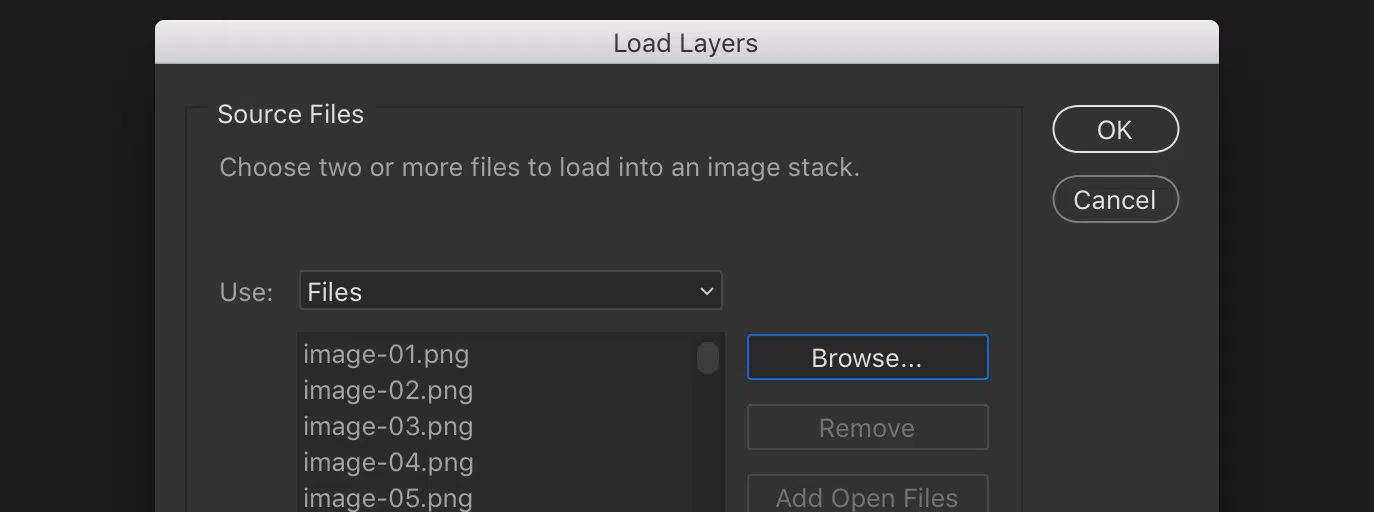 Load Layers
Source Files
OK
Choose two or more files to load into an image stack.
Cancel
Use: Files
image-01.png
Browse...
image-02.png
image-03.png
Remove
image-04.png
image-05.png
Add Open Files